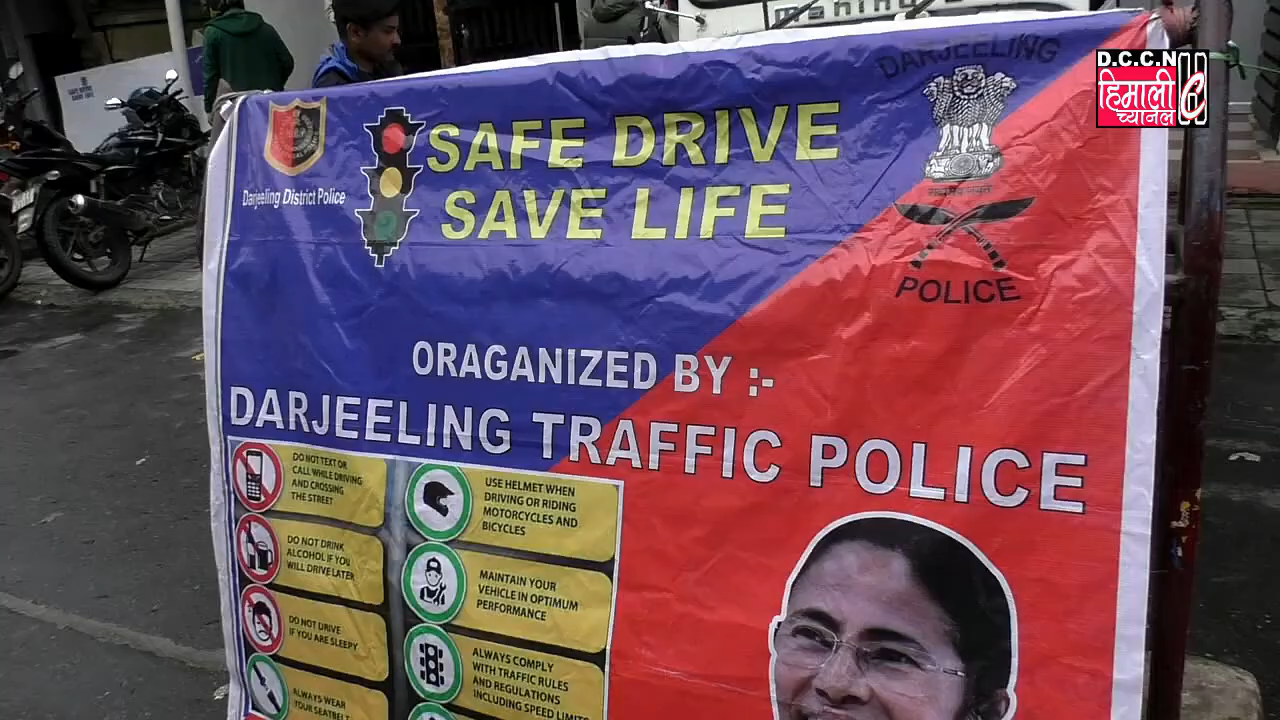 mahindra
D.C.C.N
हिमाली
च्यानल
DARJEELING
SAFE DRIVE
SAVE LIFE
Darjeeling District Police
POLICE
ORAGANIZED BY :-
DARJEELING TRAFFIC POLICE
DO NOT TEXT OR
CALL WHILE DRIVING
AND CROSSING
THE STREET
USE HELMET WHEN
DRIVING OR RIDING
MOTORCYCLES AND
BICYCLES
DO NOT DRINK
ALCOHOL IF YOU
WILL DRIVE LATER
MAINTAIN YOUR
VEHICLE IN OPTIMUM
PERFORMANCE
DO NOT DRIVE
IF YOU ARE SLEEPY
ALWAYS COMPLY
WITH TRAFFIC RULES
AND REGULATIONS
INCLUDING SPEED LIMITS
ALWAYS WEAR
YOUR SEATBELT